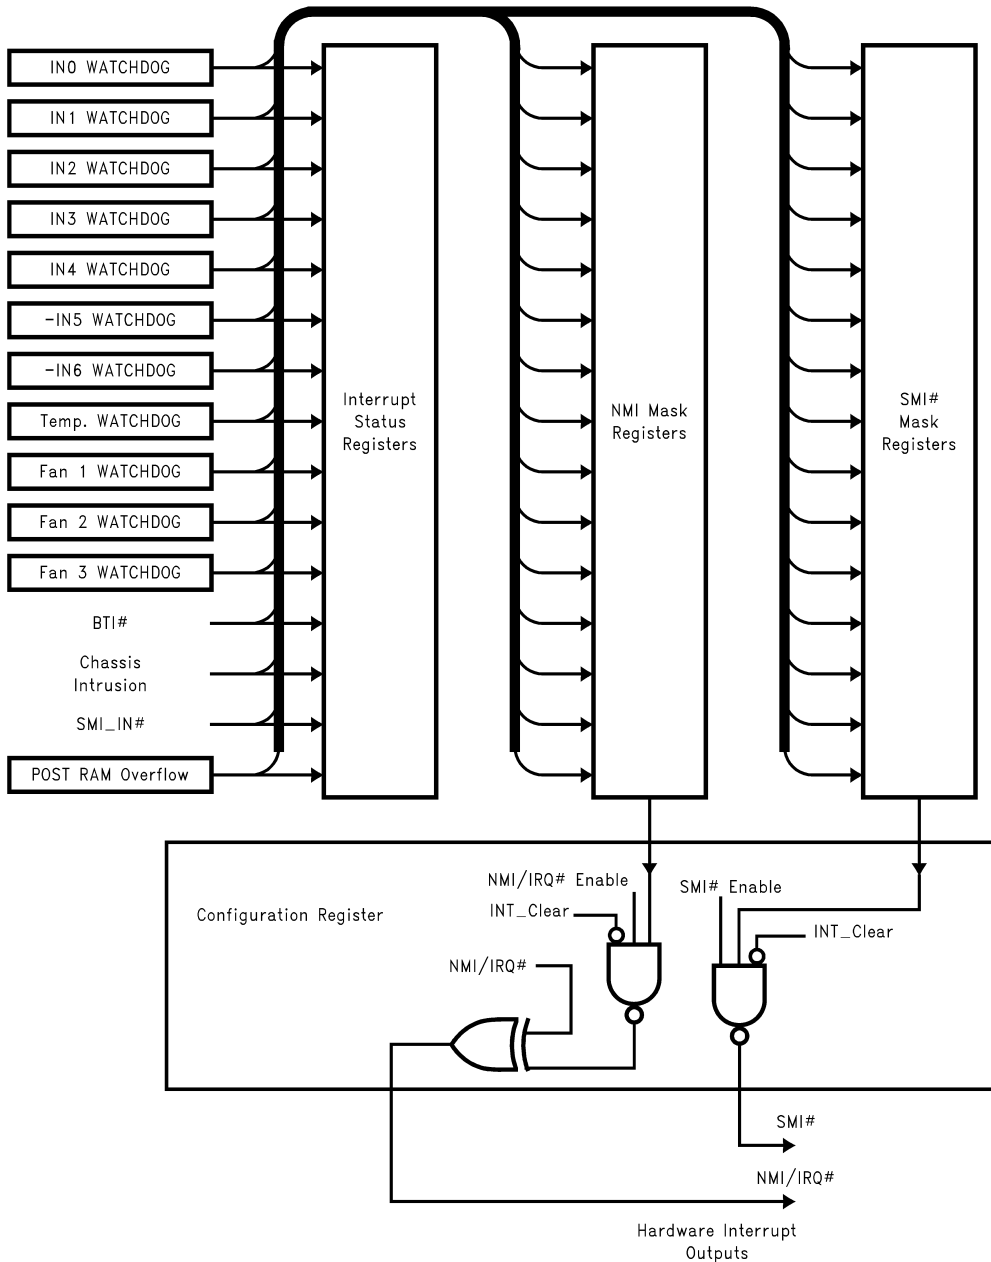 IN0 WATCHDOG
IN1 WATCHDOG
IN2 WATCHDOG
IN3 WATCHDOG
IN4 WATCHDOG
-IN5 WATCHDOG
-IN6 WATCHDOG
Temp. WATCHDOG
Fan 1 WATCHDOG
Fan 2 WATCHDOG
Fan 3 WATCHDOG
BTI#
Chassis
Intrusion
SMI_IN#
POST RAM Overflow
Interrupt
Status
Registers
NMI Mask
Registers
SMI#
Mask
Registers
Configuration Register
NMI/IRQ# Enable
INT_Clear
NMI/IRQ#
SMI# Enable
INT_Clear
SMI#
NMI/IRQ#
Hardware Interrupt
Outputs